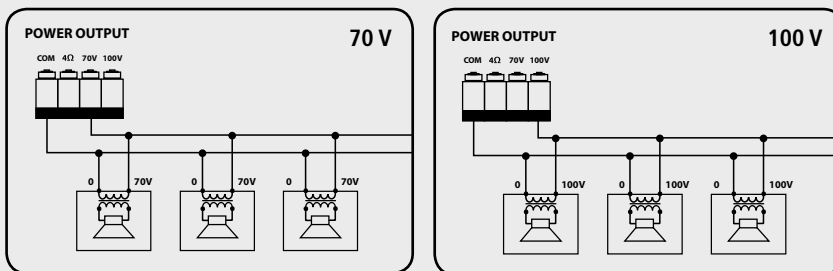 POWER OUTPUT 70 V
COM 4Ω 70V 100V
0 70V 0 70V 0 70V
POWER OUTPUT 100 V
COM 4Ω 70V 100V
0 100V 0 100V 0 100V